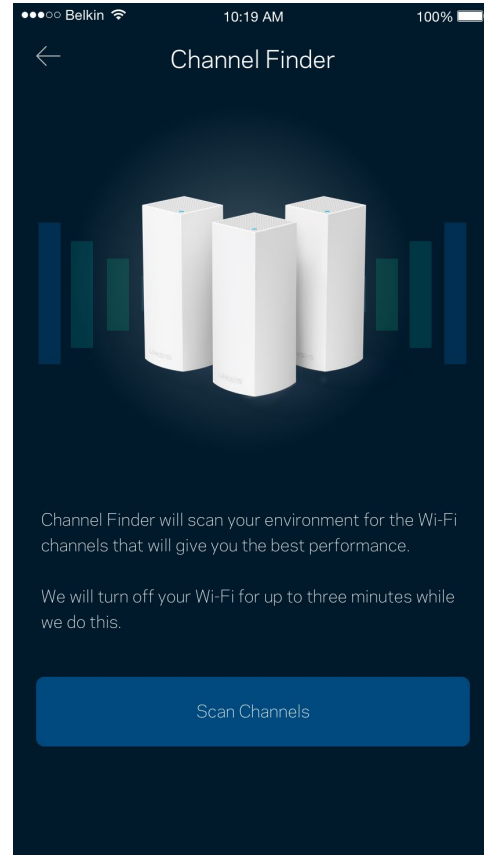 Belkin 10:19 AM 100%
Channel Finder
Channel Finder will scan your environment for the Wi-Fi
channels that will give you the best performance.
We will turn off your Wi-Fi for up to three minutes while
we do this.
Scan Channels